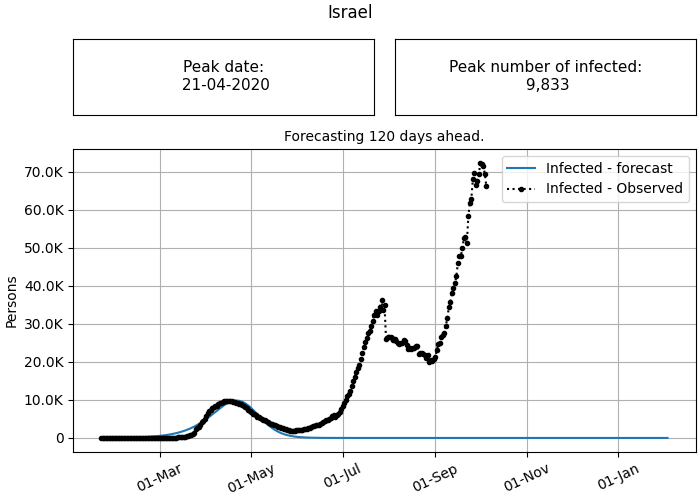 Israel
Peak date:
21-04-2020
Peak number of infected:
9,833
Forecasting 120 days ahead.
Infected - forecast
Infected - Observed
70.0K
60.0K
50.0K
40.0K
30.0K
20.0K
10.0K
0
Persons
01-Mar
01-May
01-Jul
01-Sep
01-Nov
01-Jan